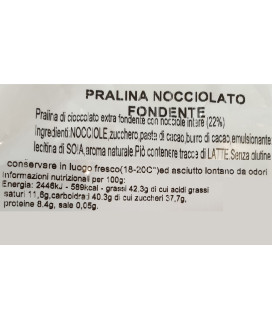 PRALINA NOCCIOLATO
FONDENTE
Pralina di cioccolato extra fondente con nocciole intere (22%)
Ingredienti:NOCCIOLE,zucchero,pasta di cacao,burro di cacao,emulsionante
lecitina di SOIA,aroma naturale.Piò contenere tracce di LATTE.Senza glutine
conservare in luogo fresco(18-20C°)ed asciutto lontano da odori
Informazioni nutrizionali per 100g:
Energia: 2446kJ - 589kcal - grassi 42,3g di cui acidi grassi
saturi 11,6g,carboidrati 40.3g di cui zuccheri 37,7g,
proteine 8.4g, sale 0,05g.